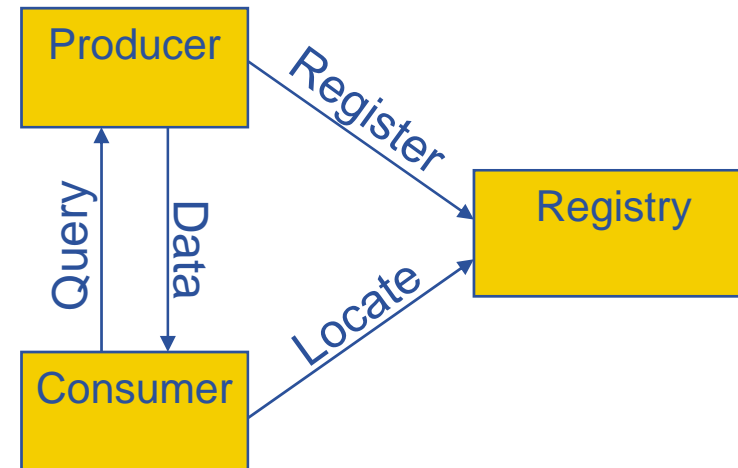 Producer
Register
Registry
Query
Data
Locate
Consumer